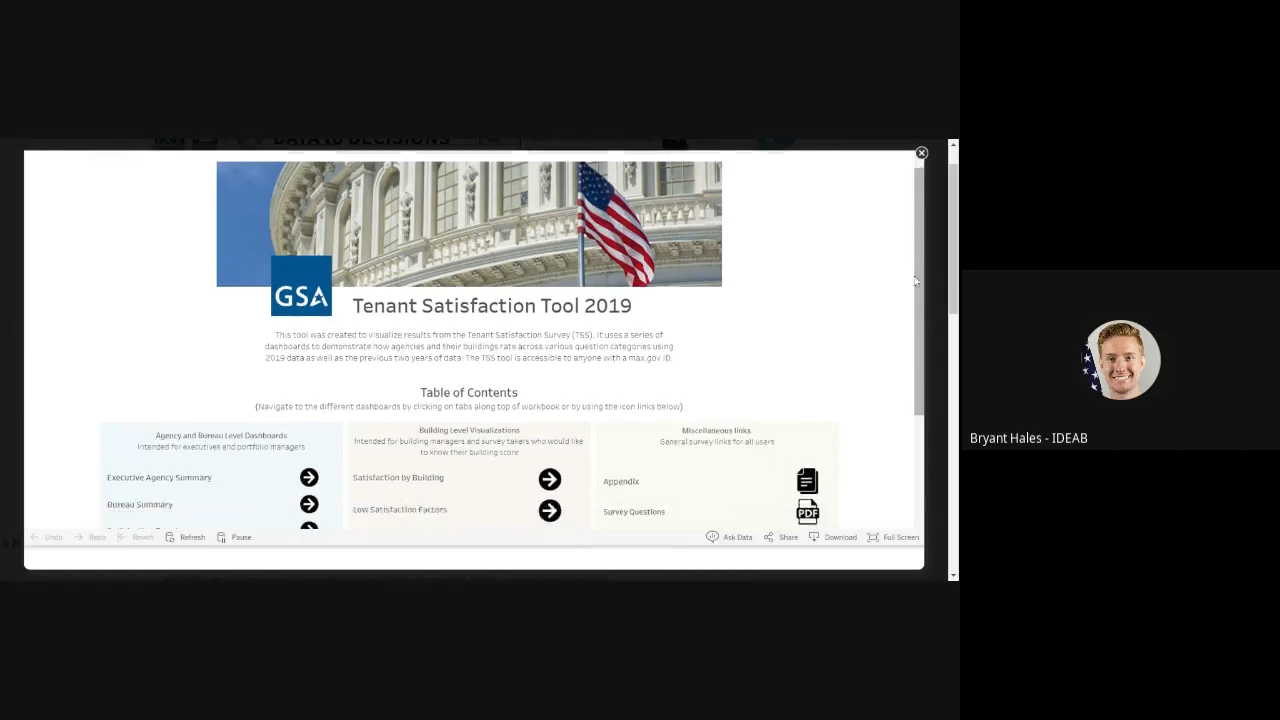 DATA to DECISIONS
GSA
Tenant Satisfaction Tool 2019
This tool was created to visualize results from the Tenant Satisfaction Survey (TSS). It uses a series of
dashboards to demonstrate how agencies and their buildings rate across various question categories using
2019 data as well as the previous two years of data. The TSS tool is accessible to anyone with a max.gov ID.
Table of Contents
(Navigate to the different dashboards by clicking on tabs along top of workbook or by using the icon links below)
Agency and Bureau Level Dashboards
Intended for executives and portfolio managers
Executive Agency Summary
Bureau Summary
Building Level Visualizations
Intended for building managers and survey takers who would like
to know their building score
Satisfaction by Building
Low Satisfaction Factors
Miscellaneous links
General survey links for all users
Appendix
Survey Questions
PDF
Undo Redo Revert Refresh Pause Ask Data Share Download Full Screen
Bryant Hales - IDEAB